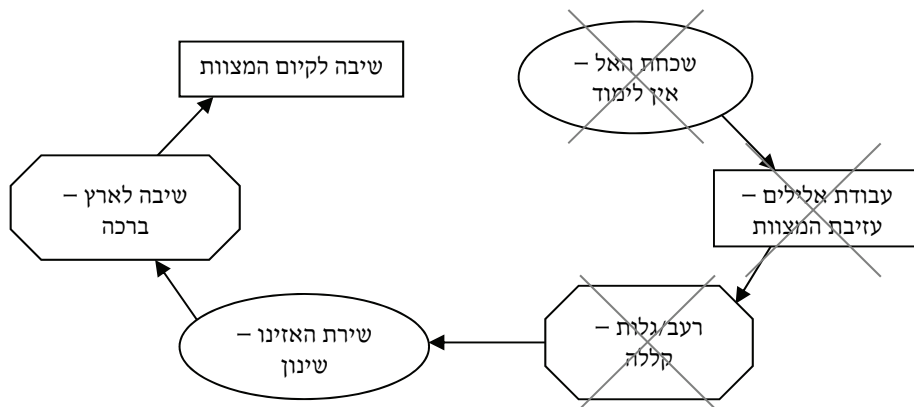 שכחת האל –
אין לימוד
עבודת אלילים –
עזיבת המצוות
רעב/גלות –
קללה
שירת האזינו –
שינון
שיבה לארץ –
ברכה
שיבה לקיום המצוות